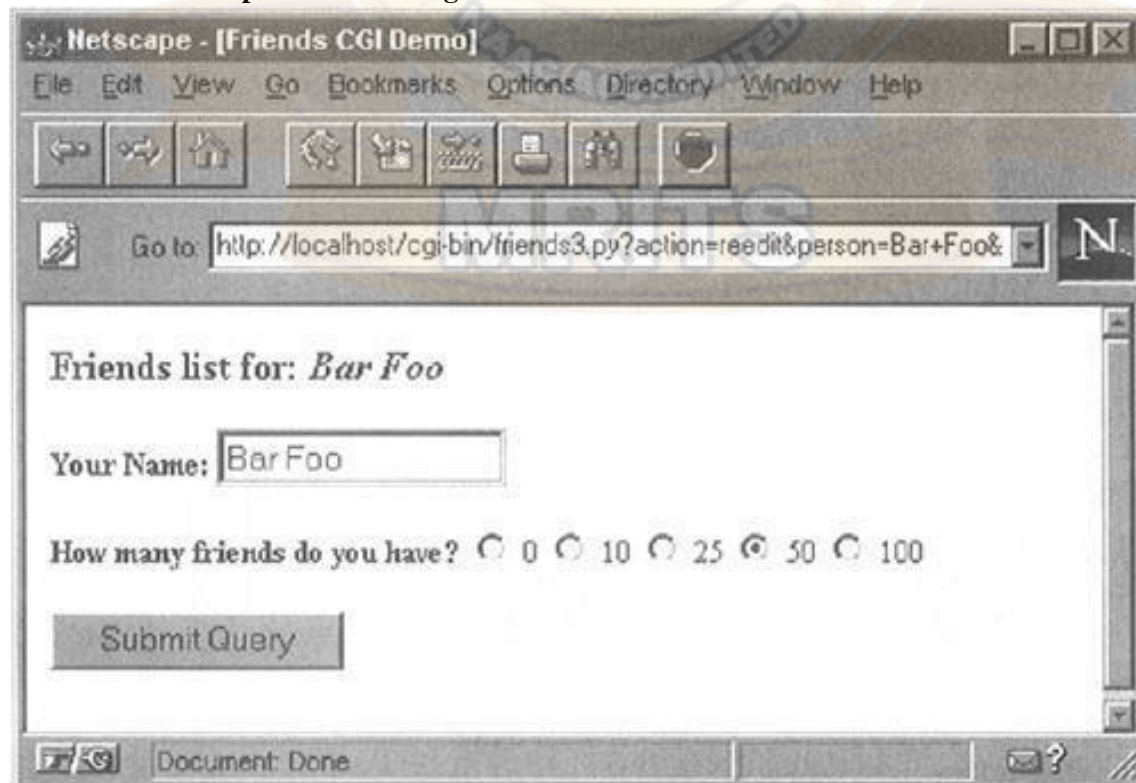 Netscape - [Friends CGI Demo]
File Edit View Go Bookmarks Options Directory Window Help
Go to: http://localhost/cgi-bin/friends3.py?action=reedit&person=Bar+Foo&
N
Friends list for: Bar Foo
Your Name: Bar Foo
How many friends do you have? 0 10 25 50 100
Submit Query
Document: Done
?
MRITS